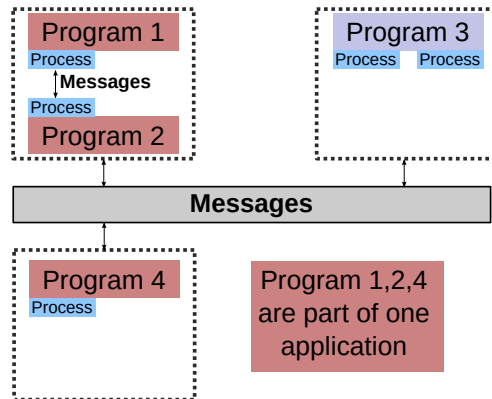 Program 1
Process
Messages
Process
Program 2
Program 3
Process Process
Messages
Program 4
Process
Program 1,2,4
are part of one
application